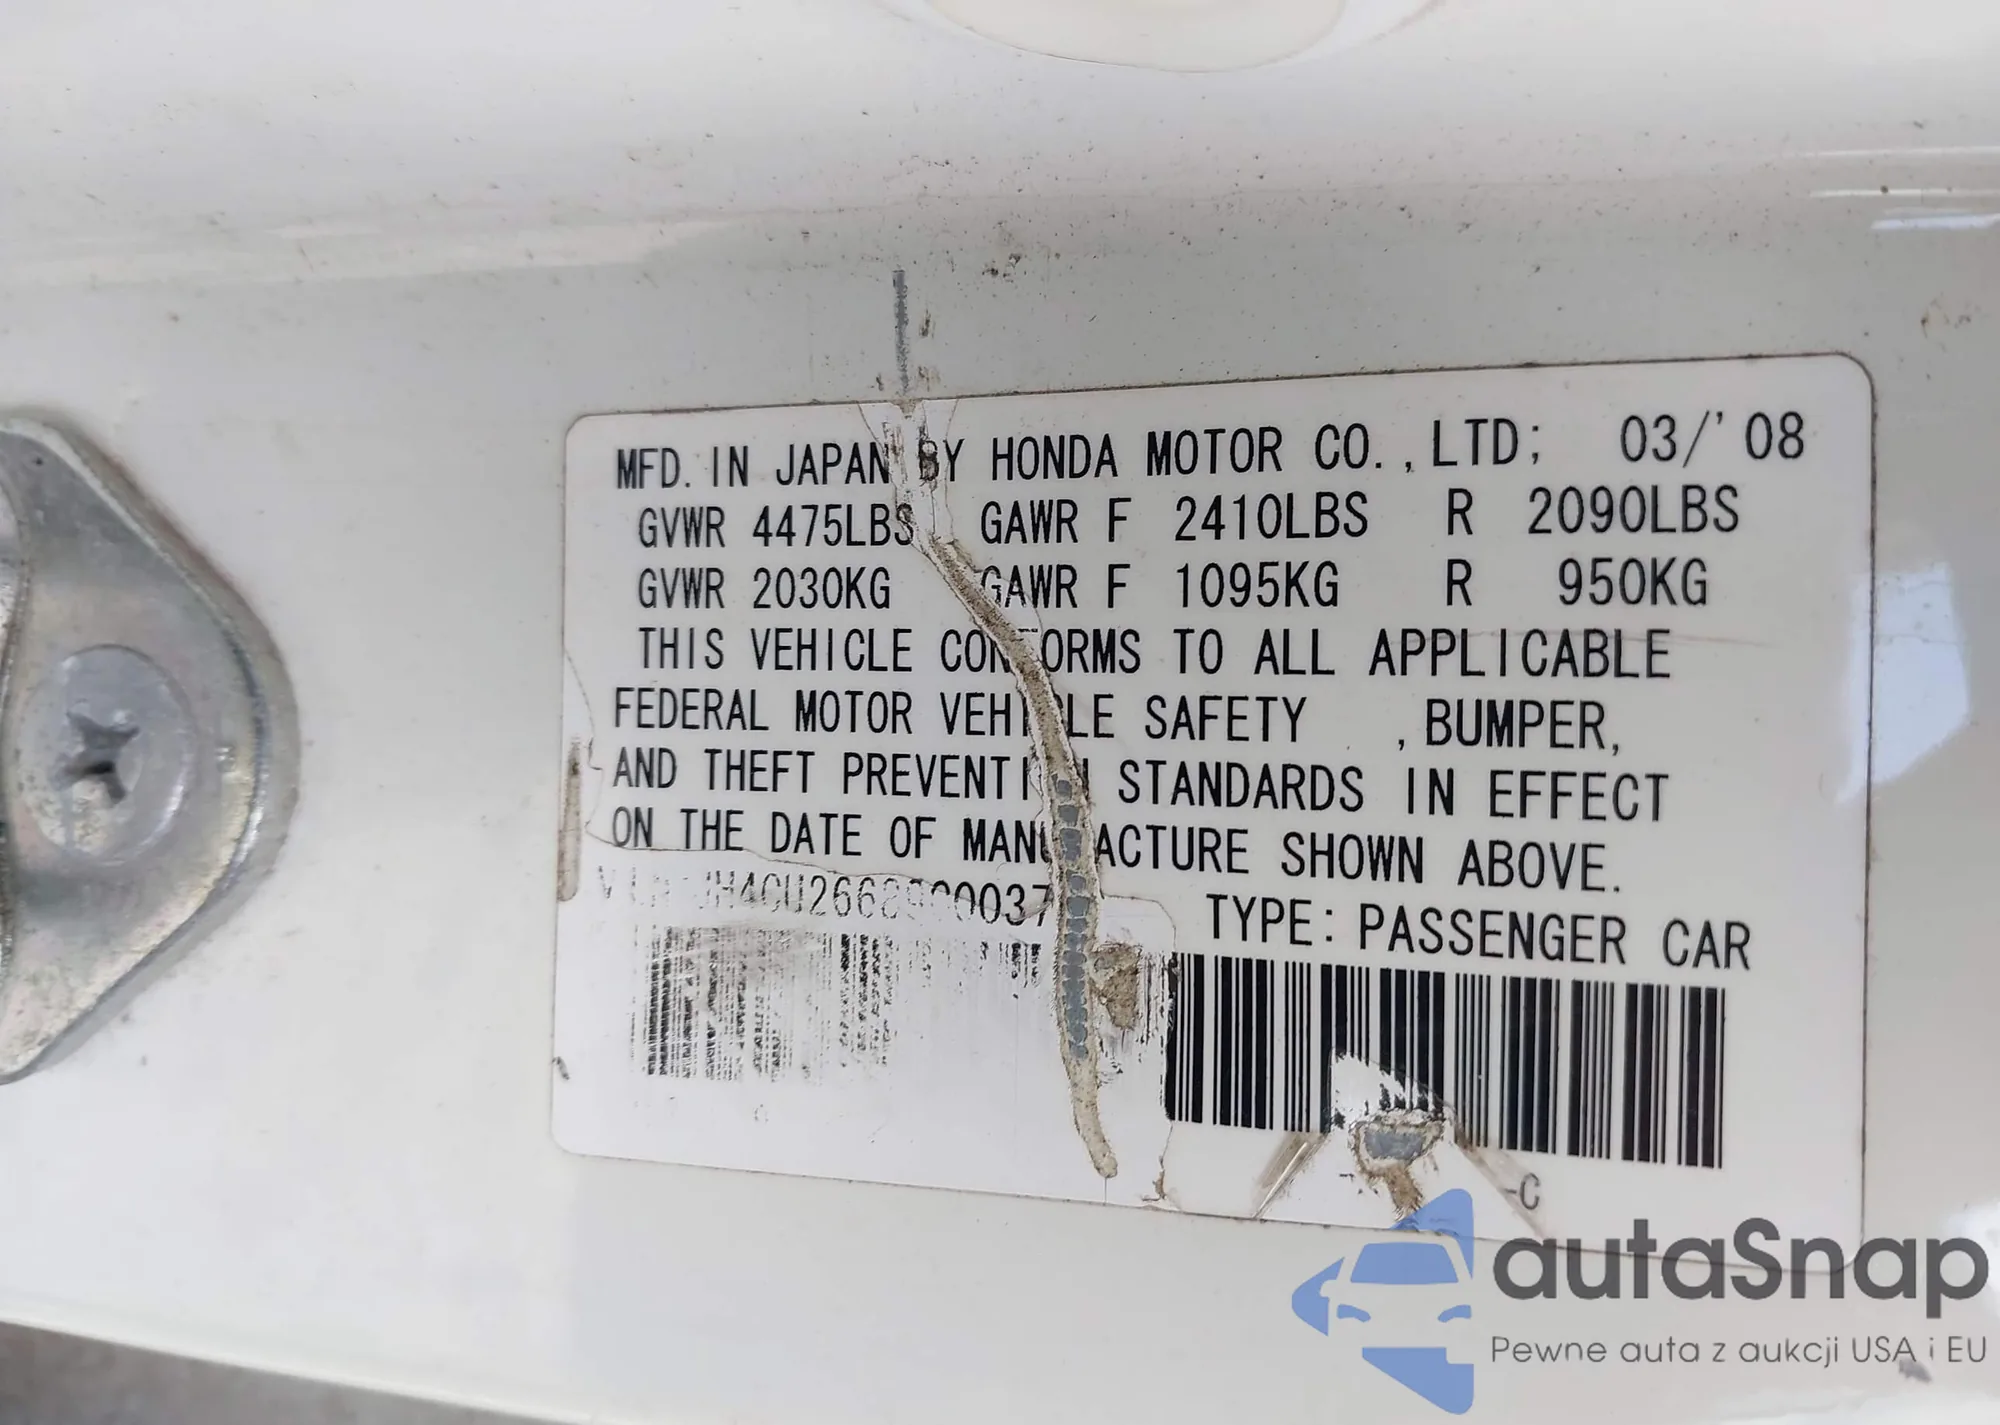 MFD. IN JAPAN BY HONDA MOTOR CO., LTD; 03/'08
GVWR 4475LBS GAWR F 2410LBS R 2090LBS
GVWR 2030KG GAWR F 1095KG R 950KG
THIS VEHICLE CONFORMS TO ALL APPLICABLE
FEDERAL MOTOR VEHICLE SAFETY , BUMPER,
AND THEFT PREVENTION STANDARDS IN EFFECT
ON THE DATE OF MANUFACTURE SHOWN ABOVE.
TYPE: PASSENGER CAR
-C
autaSnap
Pewne auta z aukcji USA i EU